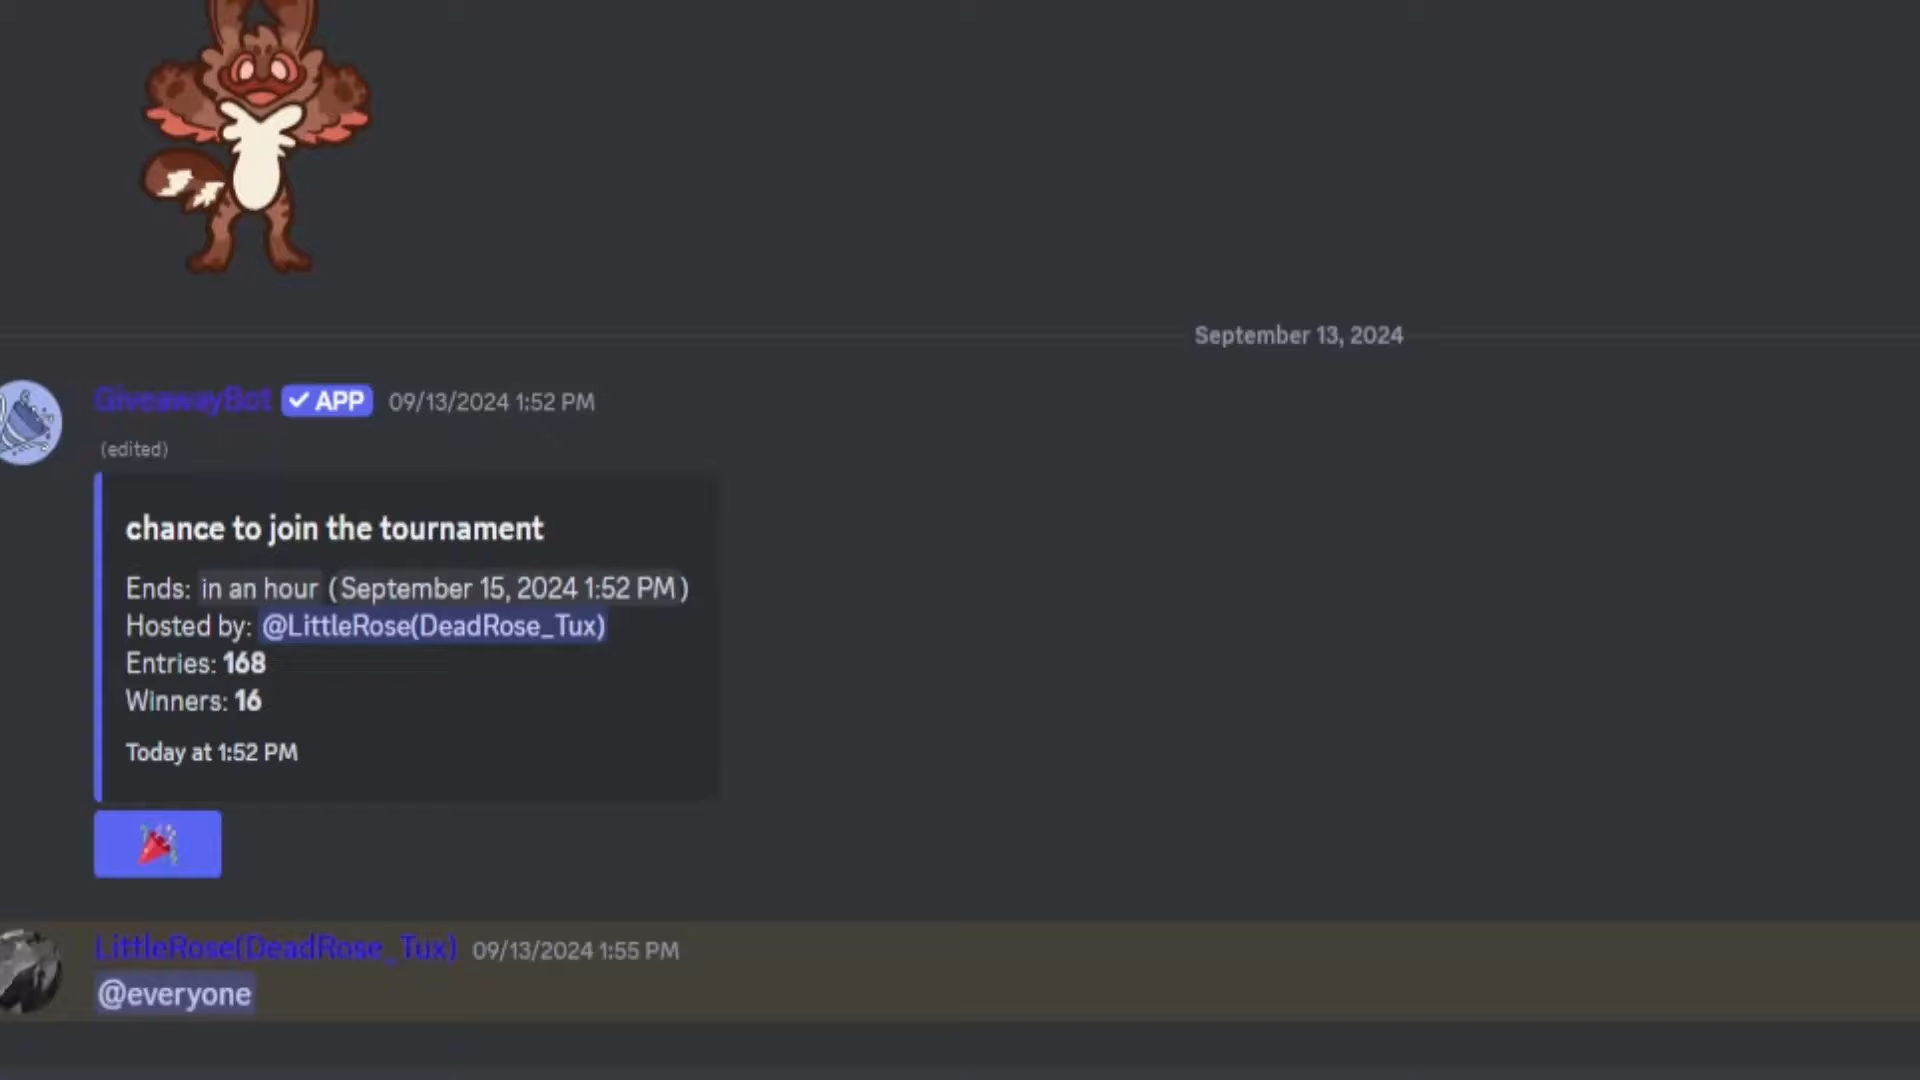 September 13, 2024
GiveawayBot ✓ APP 09/13/2024 1:52 PM
(edited)
chance to join the tournament
Ends: in an hour (September 15, 2024 1:52 PM)
Hosted by: @LittleRose(DeadRose_Tux)
Entries: 168
Winners: 16
Today at 1:52 PM
LittleRose(DeadRose_Tux) 09/13/2024 1:55 PM
@everyone